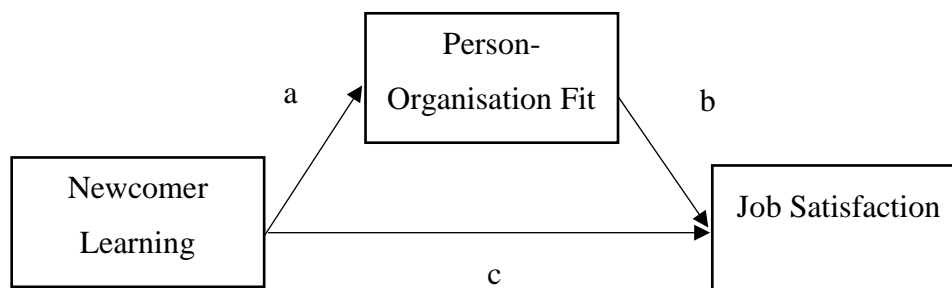 Person-
Organisation Fit
a
b
Newcomer
Learning
Job Satisfaction
c